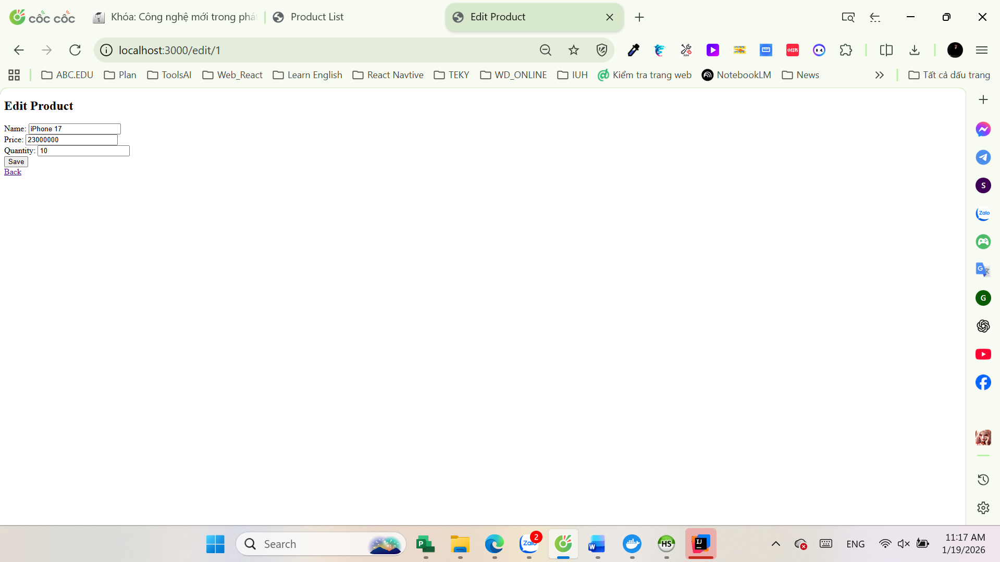 cốc cốc
Khóa: Công nghệ mới trong phát
Product List
Edit Product
localhost:3000/edit/1
ABC.EDU
Plan
ToolsAI
Web_React
Learn English
React Navtive
TEKY
WD_ONLINE
IUH
Kiểm tra trang web
NotebookLM
News
Tất cả dấu trang
Edit Product
Name: iPhone 17
Price: 23000000
Quantity: 10
Save
Back
S
Zalo
G
Search
2
ENG
11:17 AM
1/19/2026